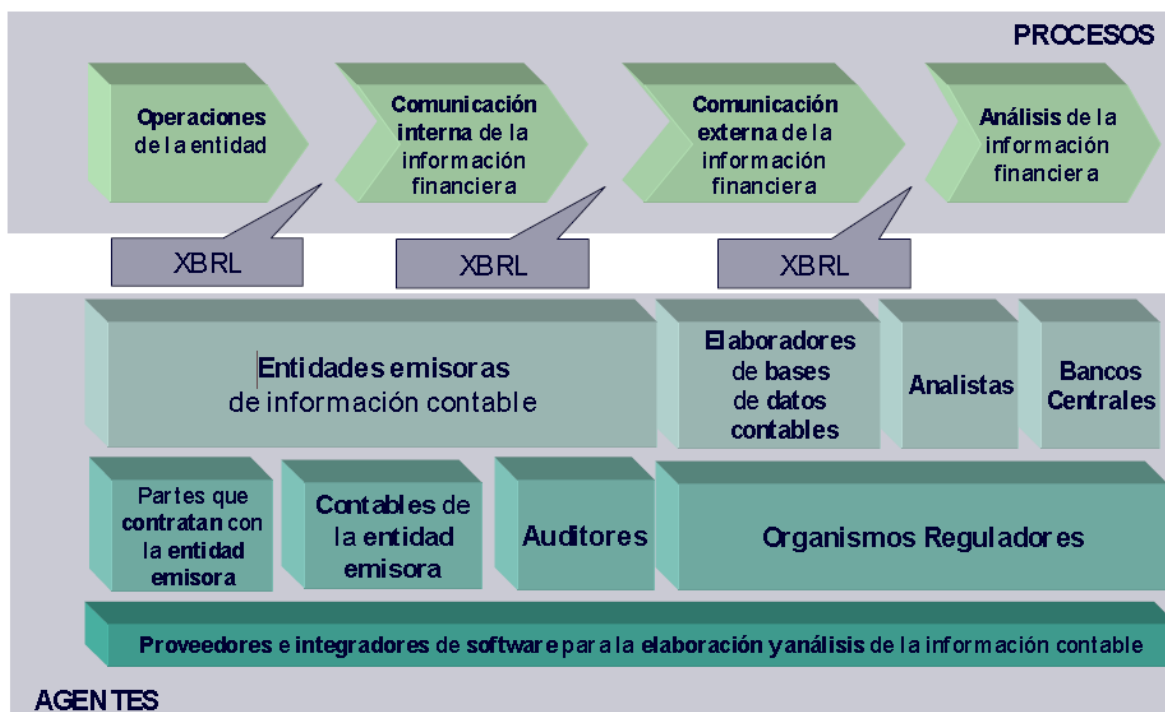 PROCESOS
Operaciones
de la entidad
Comunicación
interna de la
información
financiera
Comunicación
externa de la
información
financiera
Análisis de la
información
financiera
XBRL
XBRL
XBRL
Entidades emisoras
de información contable
Elaboradores
de bases
de datos
contables
Analistas
Bancos
Centrales
Partes que
contratan con
la entidad
emisora
Contables de
la entidad
emisora
Auditores
Organismos Reguladores
Proveedores e integradores de software para la elaboración y análisis de la información contable
AGENTES